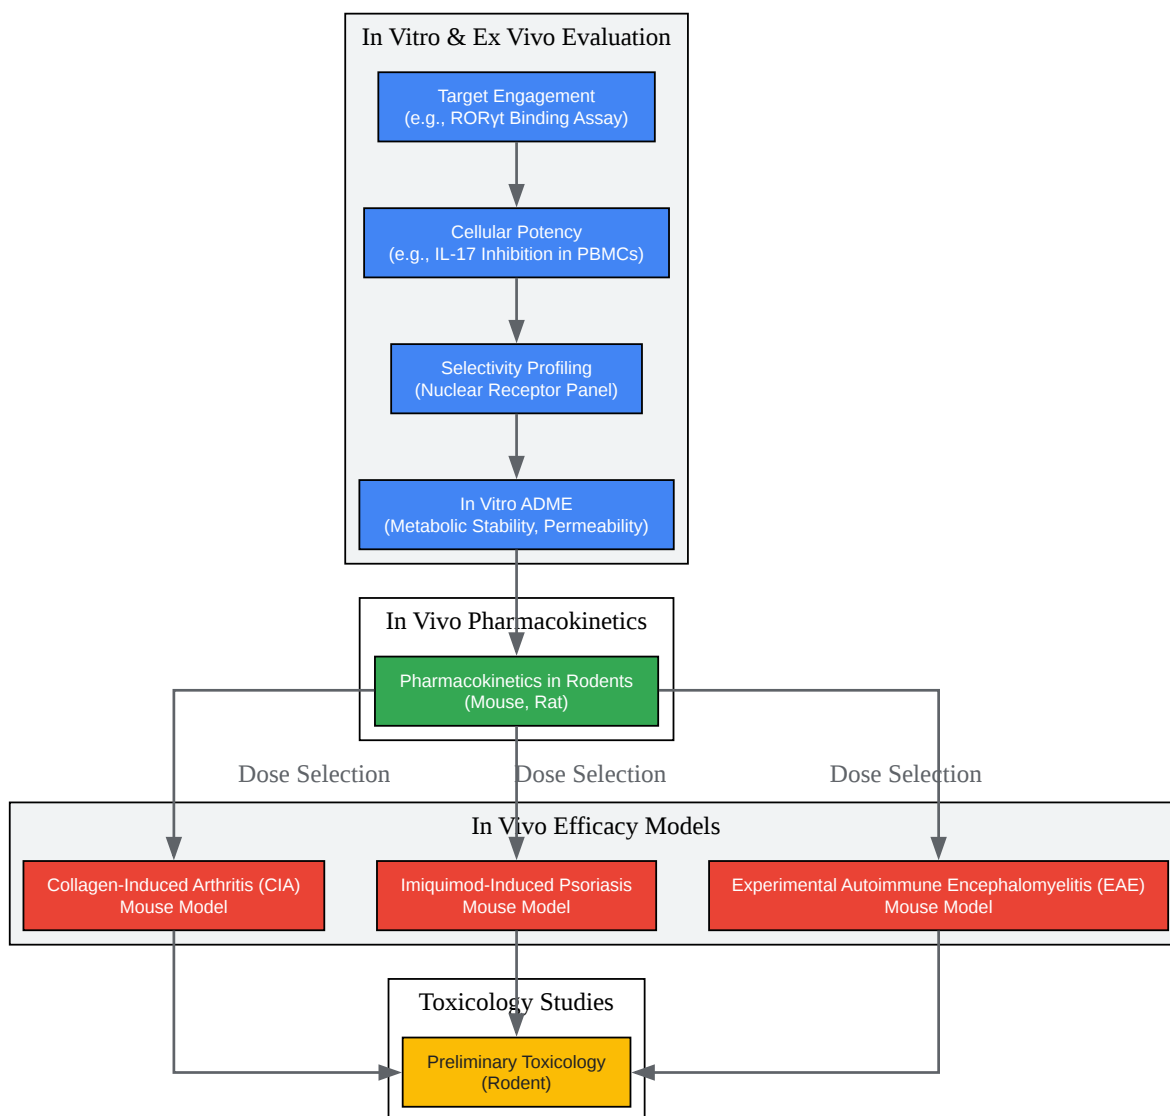 In Vitro & Ex Vivo Evaluation
Target Engagement
(e.g., RORγt Binding Assay)
Cellular Potency
(e.g., IL-17 Inhibition in PBMCs)
Selectivity Profiling
(Nuclear Receptor Panel)
In Vitro ADME
(Metabolic Stability, Permeability)
In Vivo Pharmacokinetics
Pharmacokinetics in Rodents
(Mouse, Rat)
Dose Selection
Dose Selection
Dose Selection
In Vivo Efficacy Models
Collagen-Induced Arthritis (CIA)
Mouse Model
Imiquimod-Induced Psoriasis
Mouse Model
Experimental Autoimmune Encephalomyelitis (EAE)
Mouse Model
Toxicology Studies
Preliminary Toxicology
(Rodent)